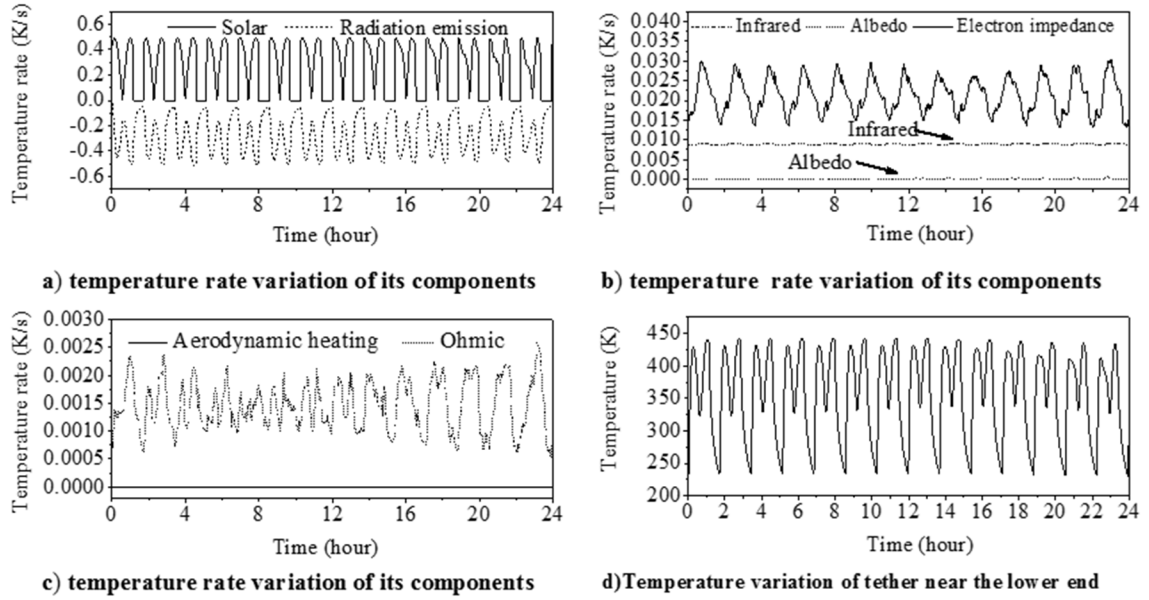 Solar
Radiation emission
0.6
0.4
0.2
0.0
-0.2
-0.4
-0.6
0 4 8 12 16 20 24
Temperature rate (K/s)
Time (hour)
a) temperature rate variation of its components
Infrared Albedo Electron impedance
0.040
0.035
0.030
0.025
0.020
0.015
0.010
0.005
0.000
Infrared
Albedo
0 4 8 12 16 20 24
Temperature rate (K/s)
Time (hour)
b) temperature rate variation of its components
Aerodynamic heating Ohmic
0.0030
0.0025
0.0020
0.0015
0.0010
0.0005
0.0000
0 4 8 12 16 20 24
Temperature rate (K/s)
Time (hour)
c) temperature rate variation of its components
450
400
350
300
250
200
0 2 4 6 8 10 12 14 16 18 20 22 24
Temperature (K)
Time (hour)
d)Temperature variation of tether near the lower end